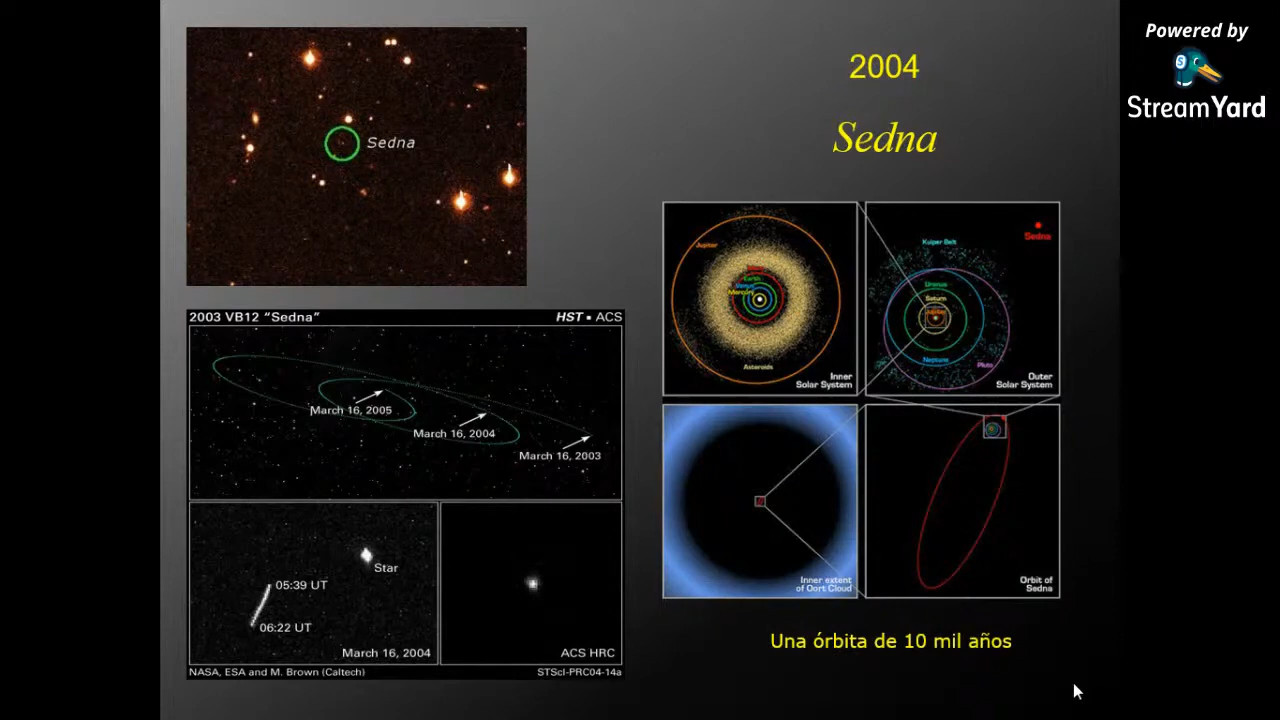 Powered by
StreamYard
2004
Sedna
Sedna
2003 VB12 "Sedna"
HST • ACS
March 16, 2005
March 16, 2004
March 16, 2003
Star
05:39 UT
06:22 UT
March 16, 2004
ACS HRC
NASA, ESA and M. Brown (Caltech)
STScI-PRC04-14a
Jupiter
Earth
Venus
Mercury
Asteroids
Inner
Solar System
Sedna
Kuiper Belt
Uranus
Saturn
Jupiter
Neptune
Pluto
Outer
Solar System
Inner extent
of Oort Cloud
Orbit of
Sedna
Una órbita de 10 mil años